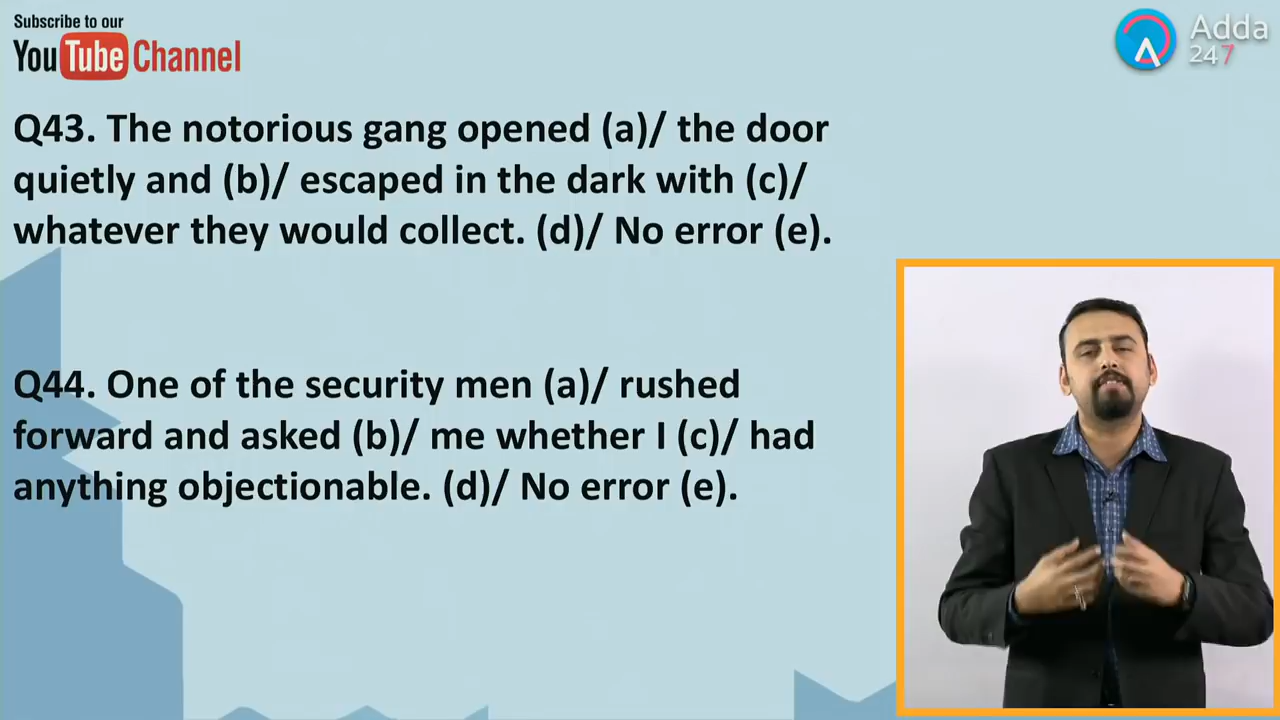 Subscribe to our
YouTube Channel
Adda
247
Q43. The notorious gang opened (a)/ the door
quietly and (b)/ escaped in the dark with (c)/
whatever they would collect. (d)/ No error (e).
Q44. One of the security men (a)/ rushed
forward and asked (b)/ me whether I (c)/ had
anything objectionable. (d)/ No error (e).